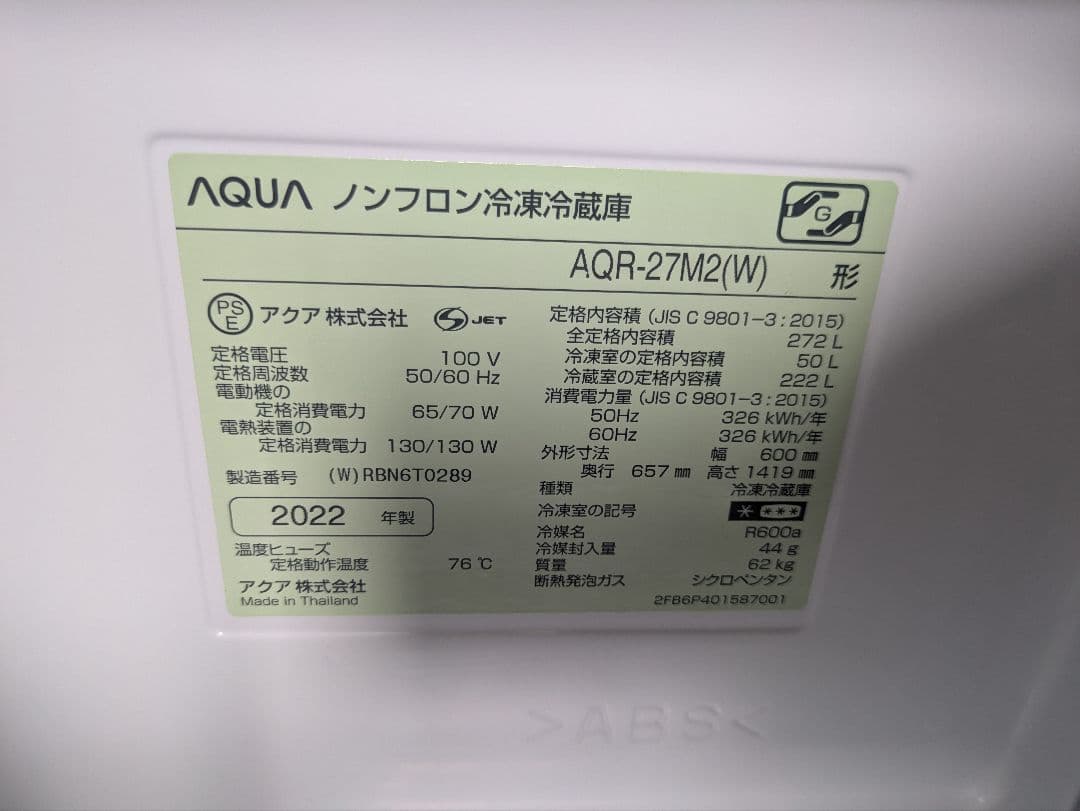 AQUA ノンフロン冷凍冷蔵庫
G
AQR-27M2(W) 形
PS
E
アクア 株式会社
S JET
定格電圧 100 V
定格周波数 50/60 Hz
電動機の
定格消費電力 65/70 W
電熱装置の
定格消費電力 130/130 W
製造番号 (W)RBN6T0289
2022 年製
温度ヒューズ
定格動作温度 76 ℃
アクア 株式会社
Made in Thailand
定格内容積 (JIS C 9801-3 : 2015)
全定格内容積 272 L
冷凍室の定格内容積 50 L
冷蔵室の定格内容積 222 L
消費電力量 (JIS C 9801-3 : 2015)
50Hz 326 kWh/年
60Hz 326 kWh/年
外形寸法 幅 600 ㎜
奥行 657 ㎜ 高さ 1419 ㎜
種類 冷凍冷蔵庫
冷凍室の記号 * ***
冷媒名 R600a
冷媒封入量 44 g
質量 62 kg
断熱発泡ガス シクロペンタン
2FB6P401587001
>ABS<